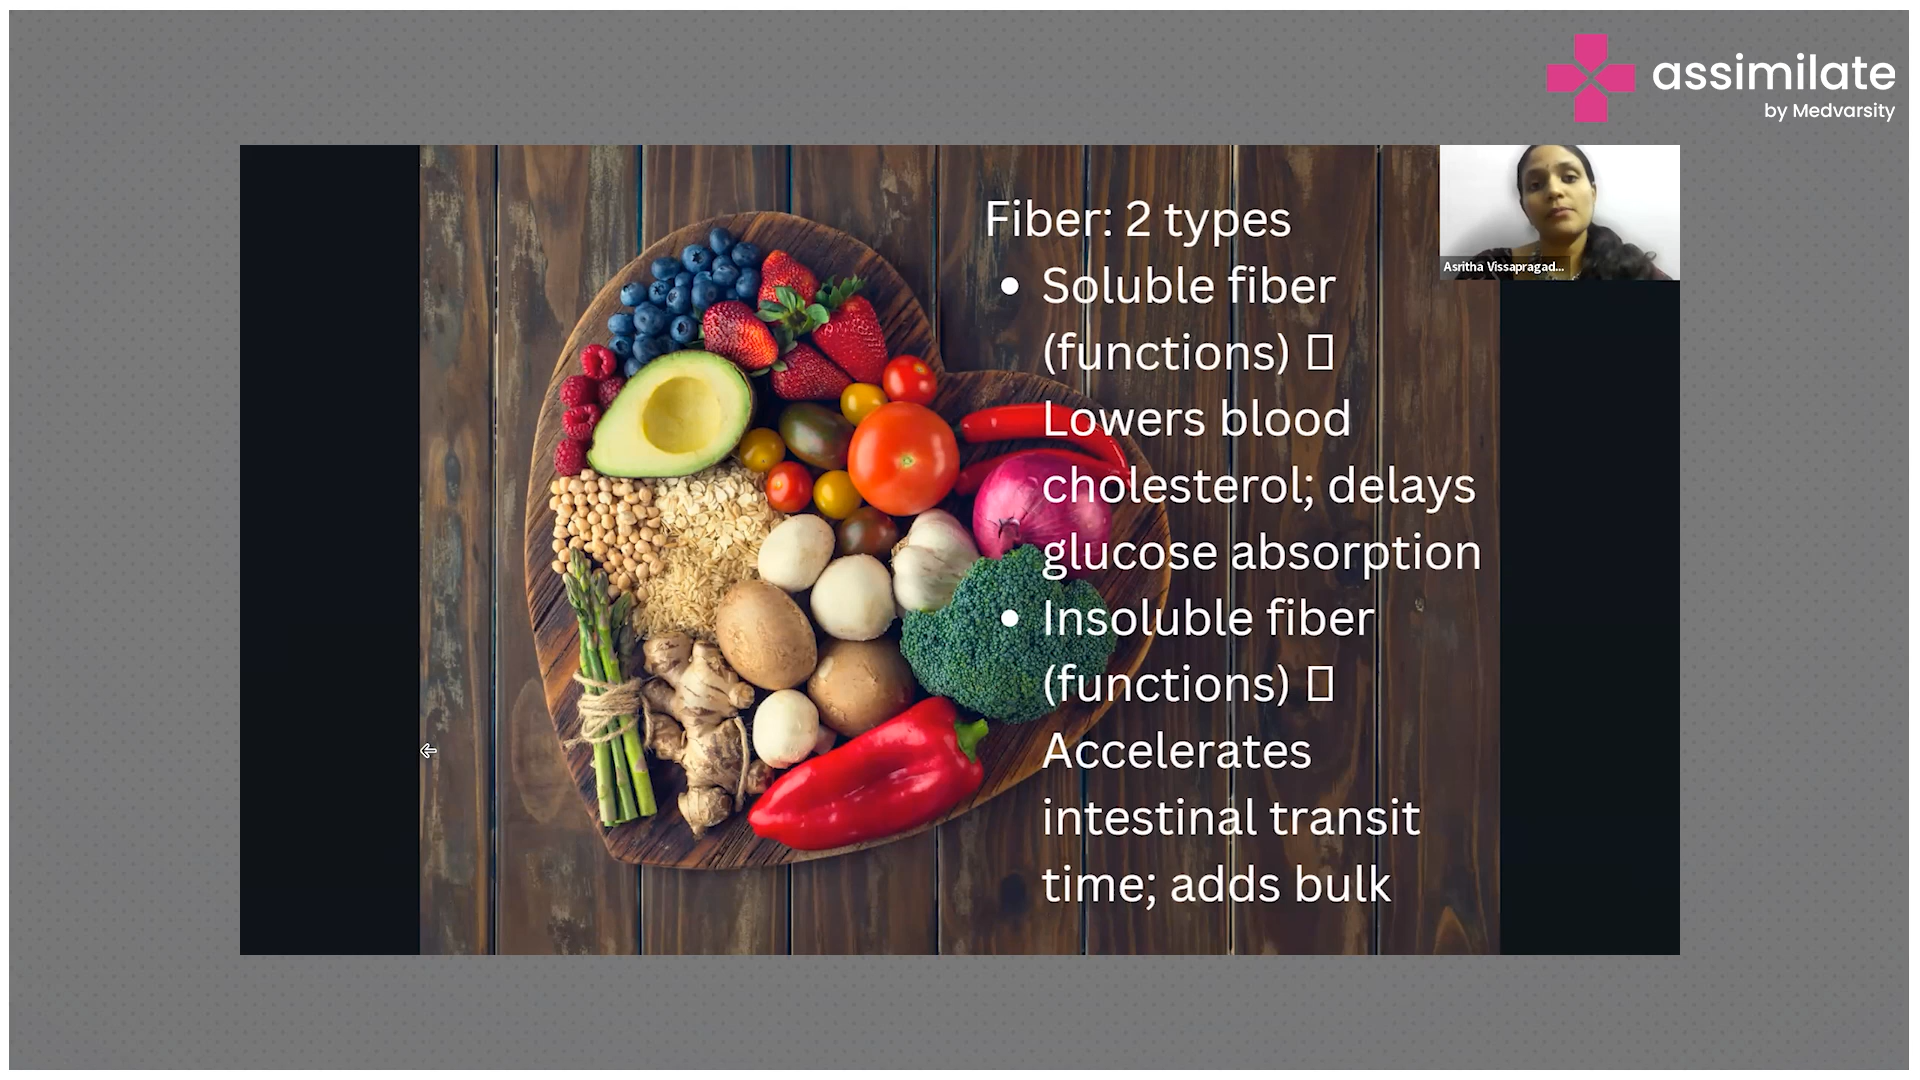 assimilate
by Medvarsity
Fiber: 2 types
• Soluble fiber
(functions) 
Lowers blood
cholesterol; delays
glucose absorption
• Insoluble fiber
(functions) 
Accelerates
intestinal transit
time; adds bulk
Asritha Vissapragad...